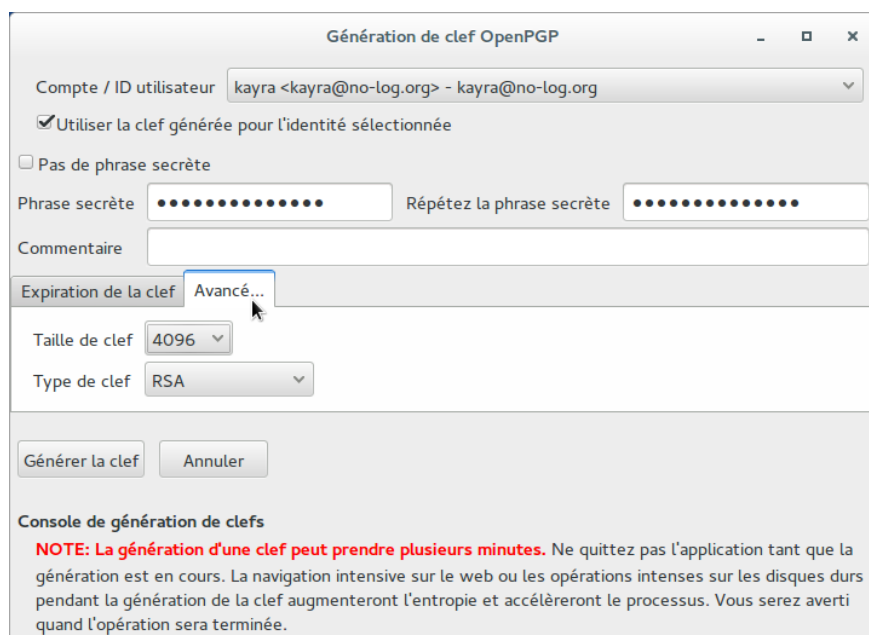 Génération de clef OpenPGP
Compte / ID utilisateur kayra <kayra@no-log.org> - kayra@no-log.org
Utiliser la clef générée pour l'identité sélectionnée
Pas de phrase secrète
Phrase secrète •••••••••••••• Répétez la phrase secrète ••••••••••••••
Commentaire
Expiration de la clef Avancé...
Taille de clef 4096
Type de clef RSA
Générer la clef Annuler
Console de génération de clefs
NOTE: La génération d'une clef peut prendre plusieurs minutes. Ne quittez pas l'application tant que la
génération est en cours. La navigation intensive sur le web ou les opérations intenses sur les disques durs
pendant la génération de la clef augmenteront l'entropie et accélèreront le processus. Vous serez averti
quand l'opération sera terminée.